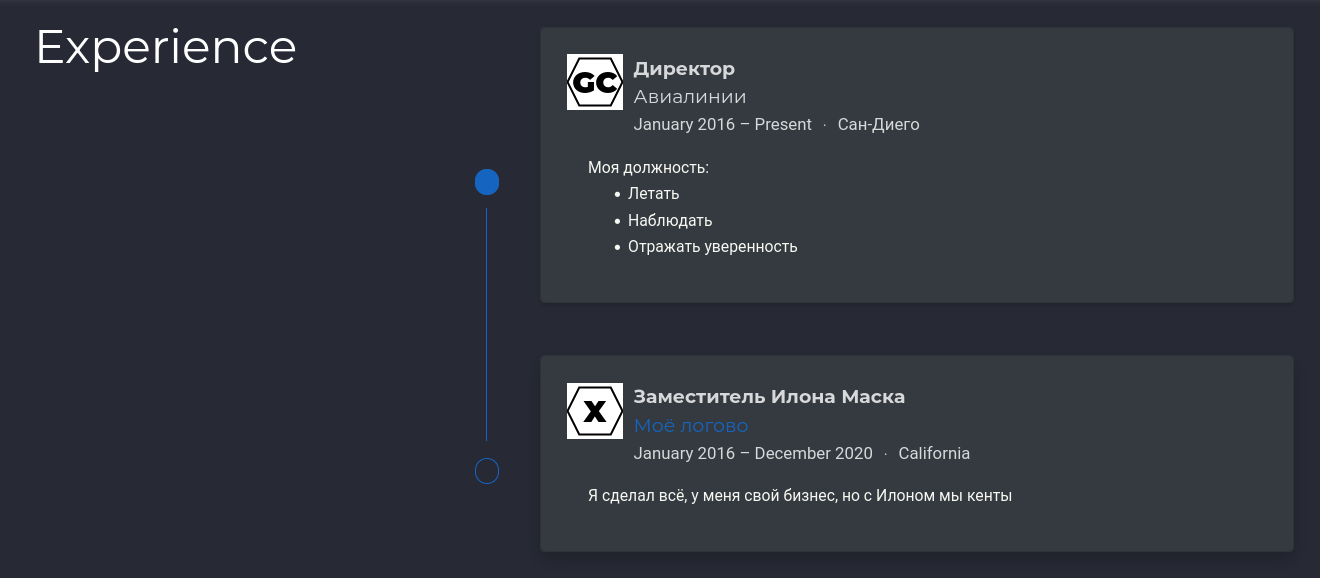 Experience
GC
Директор
Авиалинии
January 2016 – Present · Сан-Диего
Моя должность:
• Летать
• Наблюдать
• Отражать уверенность
X
Заместитель Илона Маска
Моё логово
January 2016 – December 2020 · California
Я сделал всё, у меня свой бизнес, но с Илоном мы кенты